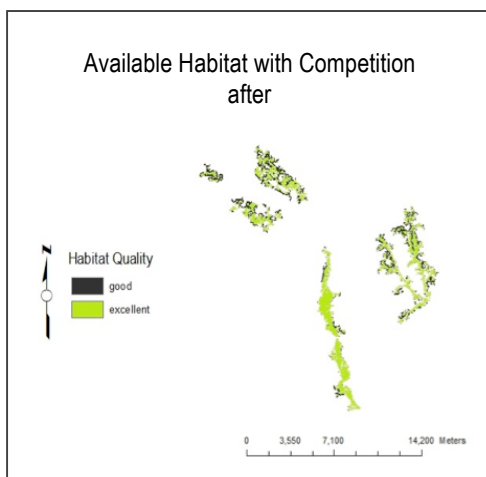 Available Habitat with Competition
after
N
Habitat Quality
good
excellent
0 3,550 7,100 14,200 Meters